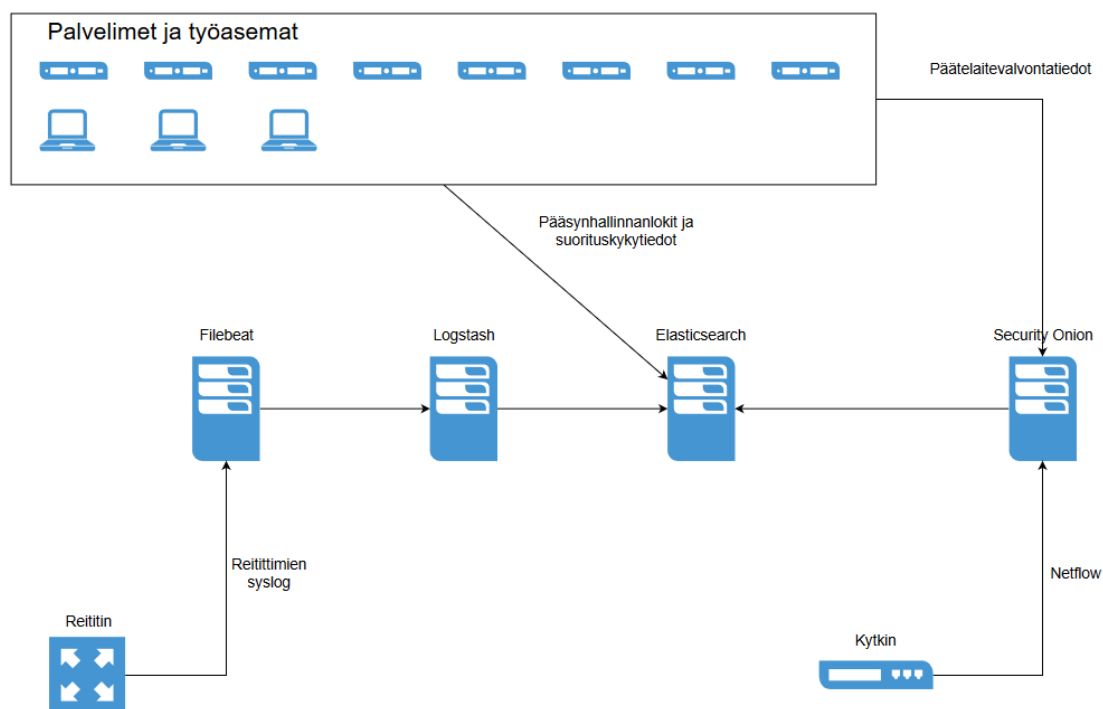 Palvelimet ja työasemat
Päätelaitevalvontatiedot
Pääsynhallinnanlokit ja
suorituskykytiedot
Filebeat
Logstash
Elasticsearch
Security Onion
Reitittimien
syslog
Netflow
Reititin
Kytkin